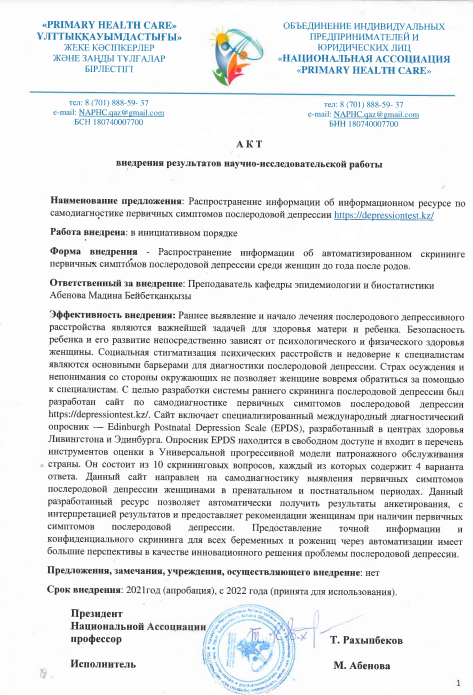 «PRIMARY HEALTH CARE»
ҰЛТТЫҚҚАУЫМДАСТЫҒЫ»
ЖЕКЕ КӘСІПКЕРЛЕР
ЖӘНЕ ЗАҢДЫ ТҰЛҒАЛАР
БІРЛЕСТІГІ
ОБЪЕДИНЕНИЕ ИНДИВИДУАЛЬНЫХ
ПРЕДПРИНИМАТЕЛЕЙ И
ЮРИДИЧЕСКИХ ЛИЦ
«НАЦИОНАЛЬНАЯ АССОЦИАЦИЯ
«PRIMARY HEALTH CARE»
тел: 8 (701) 888-59- 37
e-mail: NAPHC.qaz@gmail.com
БСН 180740007700
тел: 8 (701) 888-59- 37
e-mail: NAPHC.qaz@gmail.com
БИН 180740007700
А К Т
внедрения результатов научно-исследовательской работы
Наименование предложения: Распространение информации об информационном ресурсе по
самодиагностике первичных симптомов послеродовой депрессии https://depressiontest.kz/
Работа внедрена: в инициативном порядке
Форма внедрения - Распространение информации об автоматизированном скрининге
первичных симптомов послеродовой депрессии среди женщин до года после родов.
Ответственный за внедрение: Преподаватель кафедры эпидемиологии и биостатистики
Абенова Мадина Бейбетқанқызы
Эффективность внедрения: Раннее выявление и начало лечения послеродового депрессивного
расстройства являются важнейшей задачей для здоровья матери и ребенка. Безопасность
ребенка и его развитие непосредственно зависят от психологического и физического здоровья
женщины. Социальная стигматизация психических расстройств и недоверие к специалистам
являются основными барьерами для диагностики послеродовой депрессии. Страх осуждения и
непонимания со стороны окружающих не позволяет женщине вовремя обратиться за помощью
к специалистам. С целью разработки системы раннего скрининга послеродовой депрессии был
разработан сайт по самодиагностике первичных симптомов послеродовой депрессии
https://depressiontest.kz/. Сайт включает специализированный международный диагностический
опросник — Edinburgh Postnatal Depression Scale (EPDS), разработанный в центрах здоровья
Ливингстона и Эдинбурга. Опросник EPDS находится в свободном доступе и входит в перечень
инструментов оценки в Универсальной прогрессивной модели патронажного обслуживания
страны. Он состоит из 10 скрининговых вопросов, каждый из которых содержит 4 варианта
ответа. Данный сайт направлен на самодиагностику выявления первичных симптомов
послеродовой депрессии женщинами в пренатальном и постнатальном периодах. Данный
разработанный ресурс позволяет автоматически получить результаты анкетирования, с
интерпретацией результатов и предоставляет рекомендации женщинам при наличии первичных
симптомов послеродовой депрессии. Предоставление точной информации и
конфиденциального скрининга для всех беременных и рожениц через автоматизации имеет
большие перспективы в качестве инновационного решения проблемы послеродовой депрессии.
Предложения, замечания, учреждения, осуществляющего внедрение: нет
Срок внедрения: 2021год (апробация), с 2022 года (принята для использования).
Президент
Национальной Ассоциации
профессор
Т. Рахыпбеков
Исполнитель
М. Абенова
1